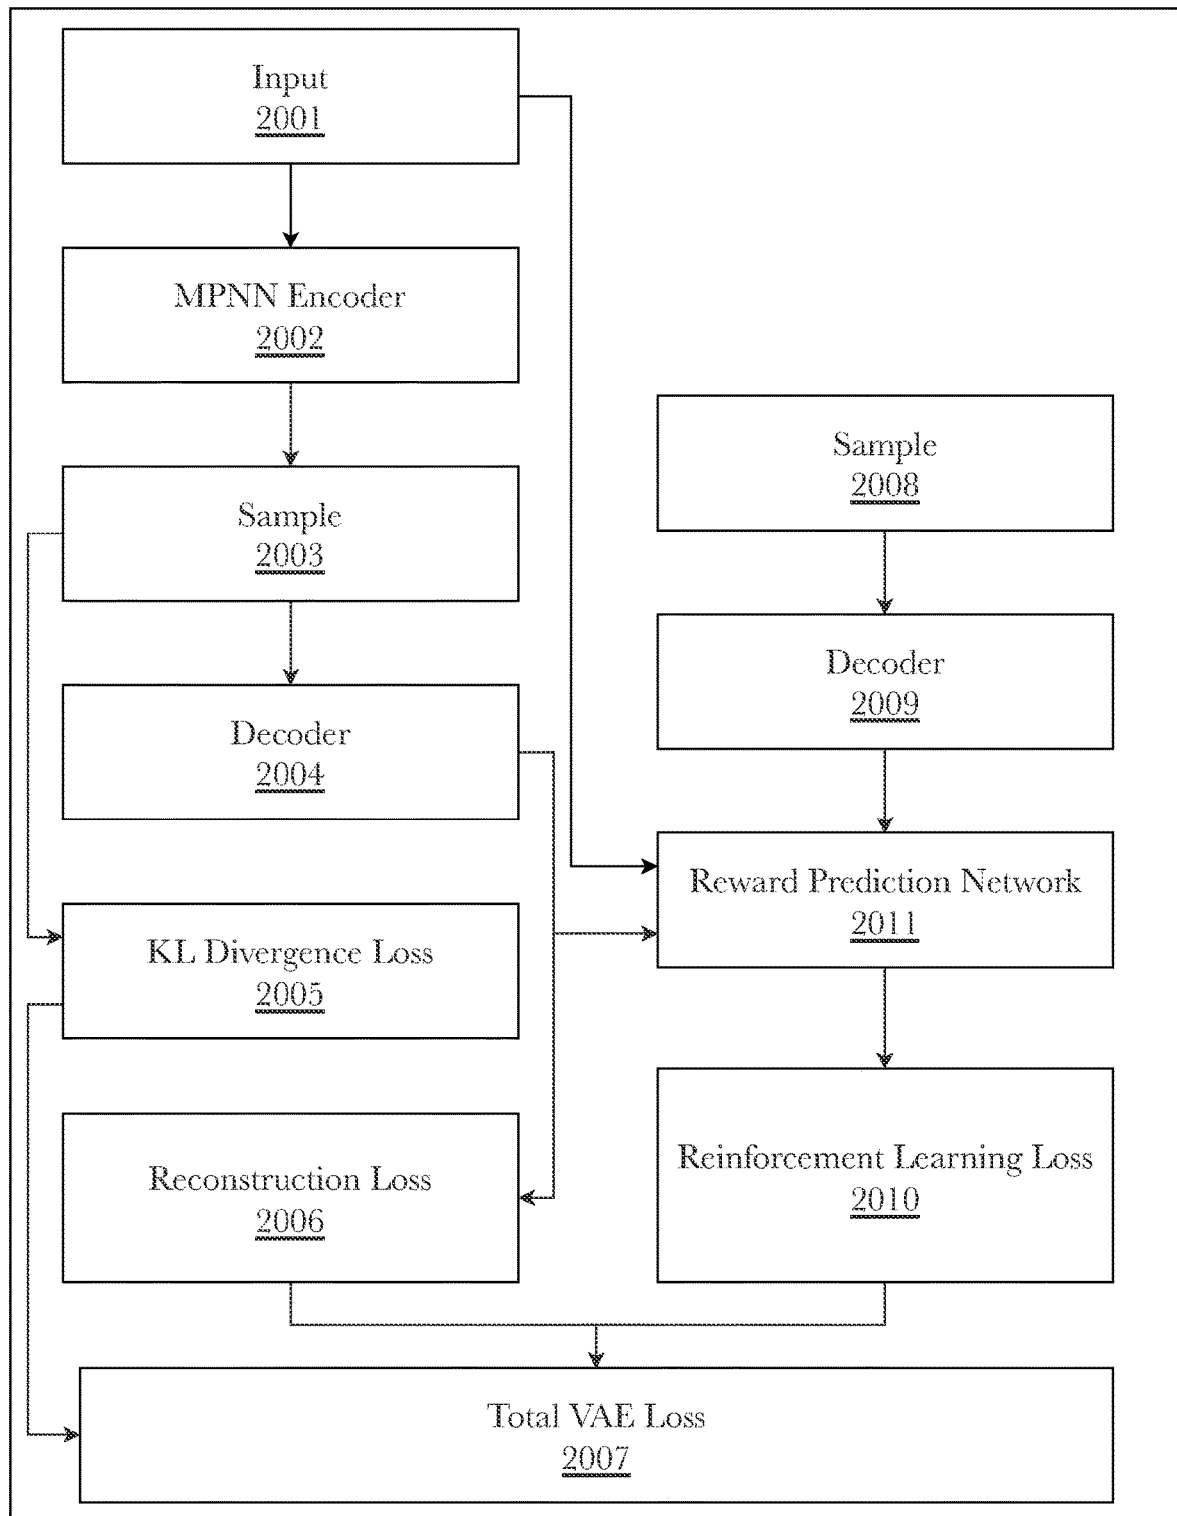 Input
2001
MPNN Encoder
2002
Sample
2003
Decoder
2004
KL Divergence Loss
2005
Reconstruction Loss
2006
Sample
2008
Decoder
2009
Reward Prediction Network
2011
Reinforcement Learning Loss
2010
Total VAE Loss
2007